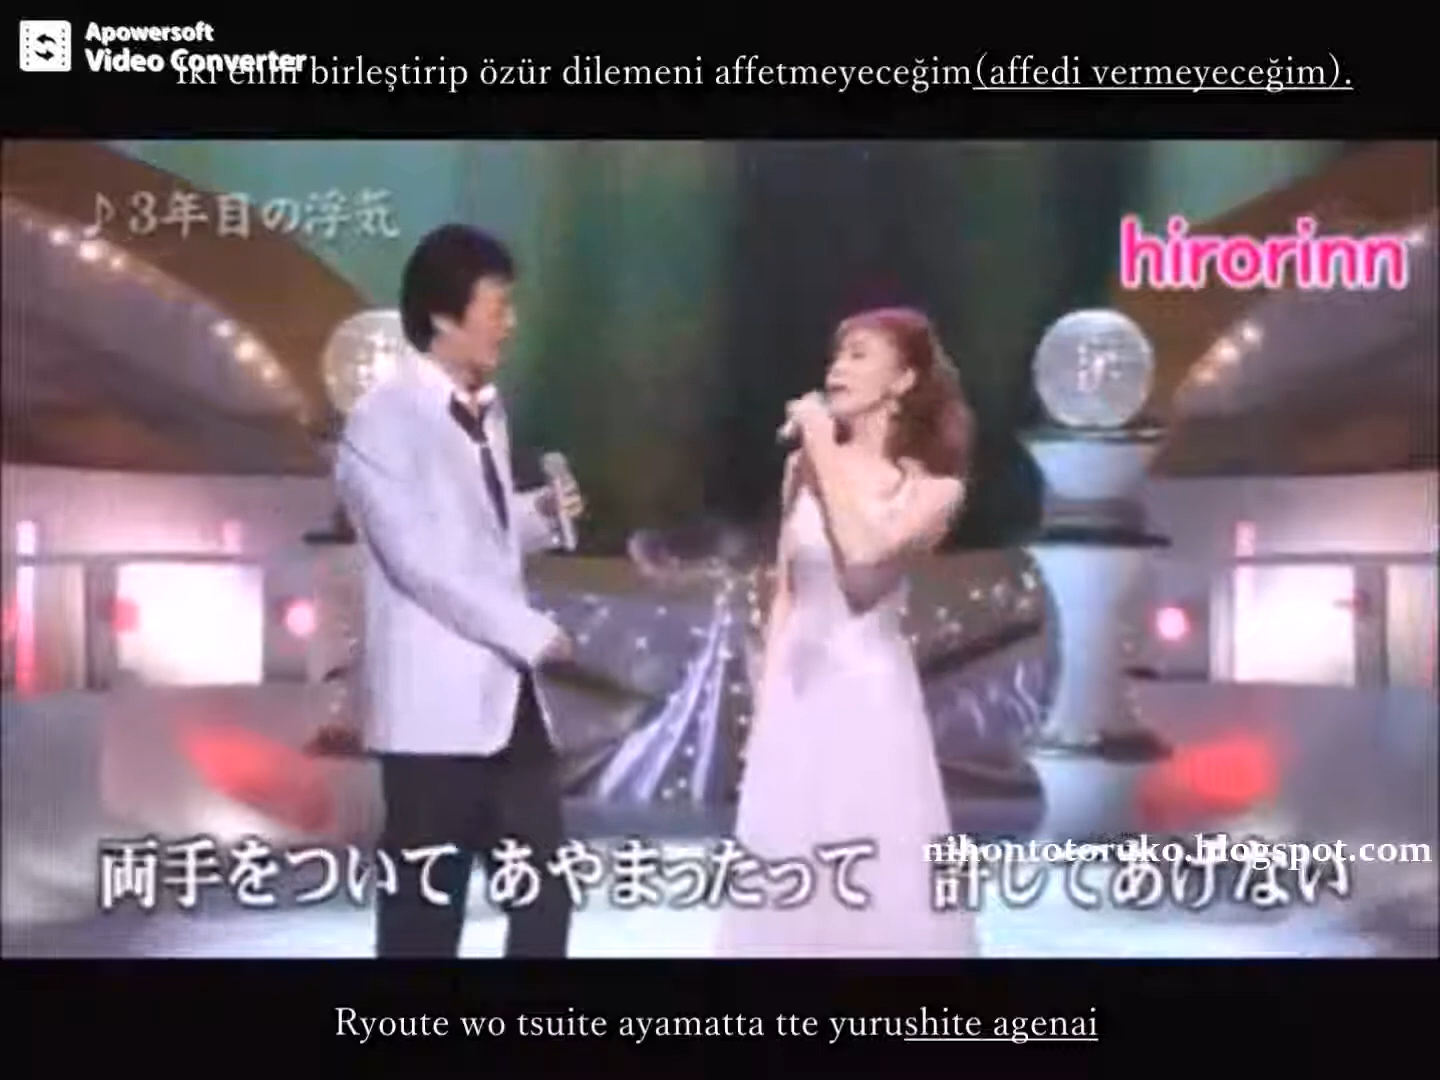 Apowersoft
Video Converter
İki elini birleştirip özür dilemeni affetmeyeceğim(affedi vermeyeceğim).
♪3年目の浮気
hirorinn
nihontotoruko.blogspot.com
両手をついて あやまったって 許してあげない
Ryoute wo tsuite ayamatta tte yurushite agenai